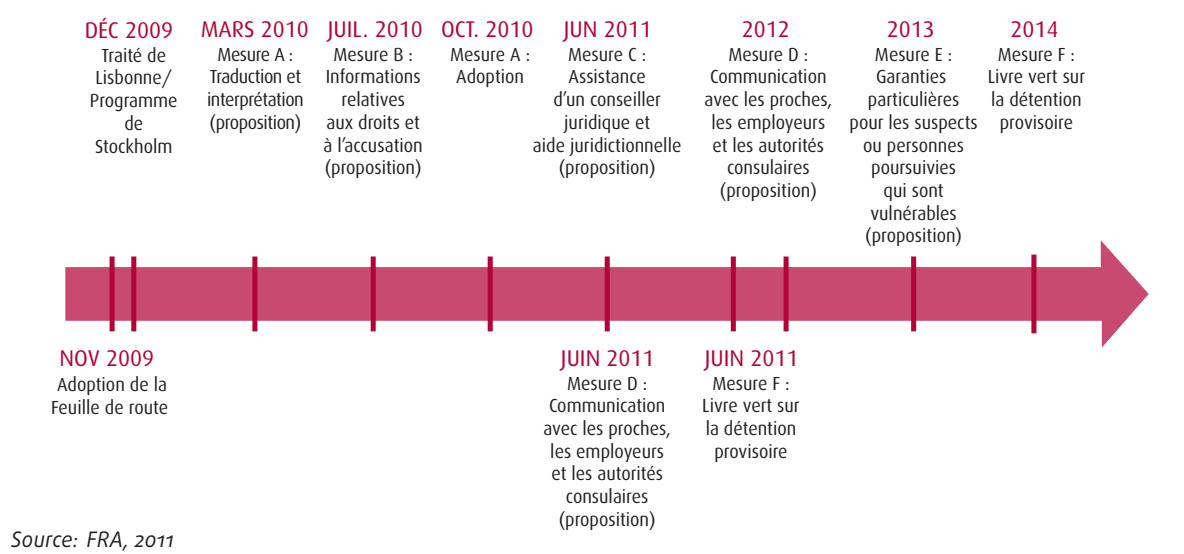 DÉC 2009
Traité de
Lisbonne/
Programme
de
Stockholm
MARS 2010
Mesure A :
Traduction et
interprétation
(proposition)
JUIL. 2010
Mesure B :
Informations
relatives
aux droits et
à l’accusation
(proposition)
OCT. 2010
Mesure A :
Adoption
JUN 2011
Mesure C :
Assistance
d’un conseiller
juridique et
aide juridictionnelle
(proposition)
2012
Mesure D :
Communication
avec les proches,
les employeurs
et les autorités
consulaires
(proposition)
2013
Mesure E :
Garanties
particulières
pour les suspects
ou personnes
poursuivies
qui sont
vulnérables
(proposition)
2014
Mesure F :
Livre vert sur
la détention
provisoire
NOV 2009
Adoption de la
Feuille de route
JUIN 2011
Mesure D :
Communication
avec les proches,
les employeurs
et les autorités
consulaires
(proposition)
JUIN 2011
Mesure F :
Livre vert sur
la détention
provisoire
Source: FRA, 2011